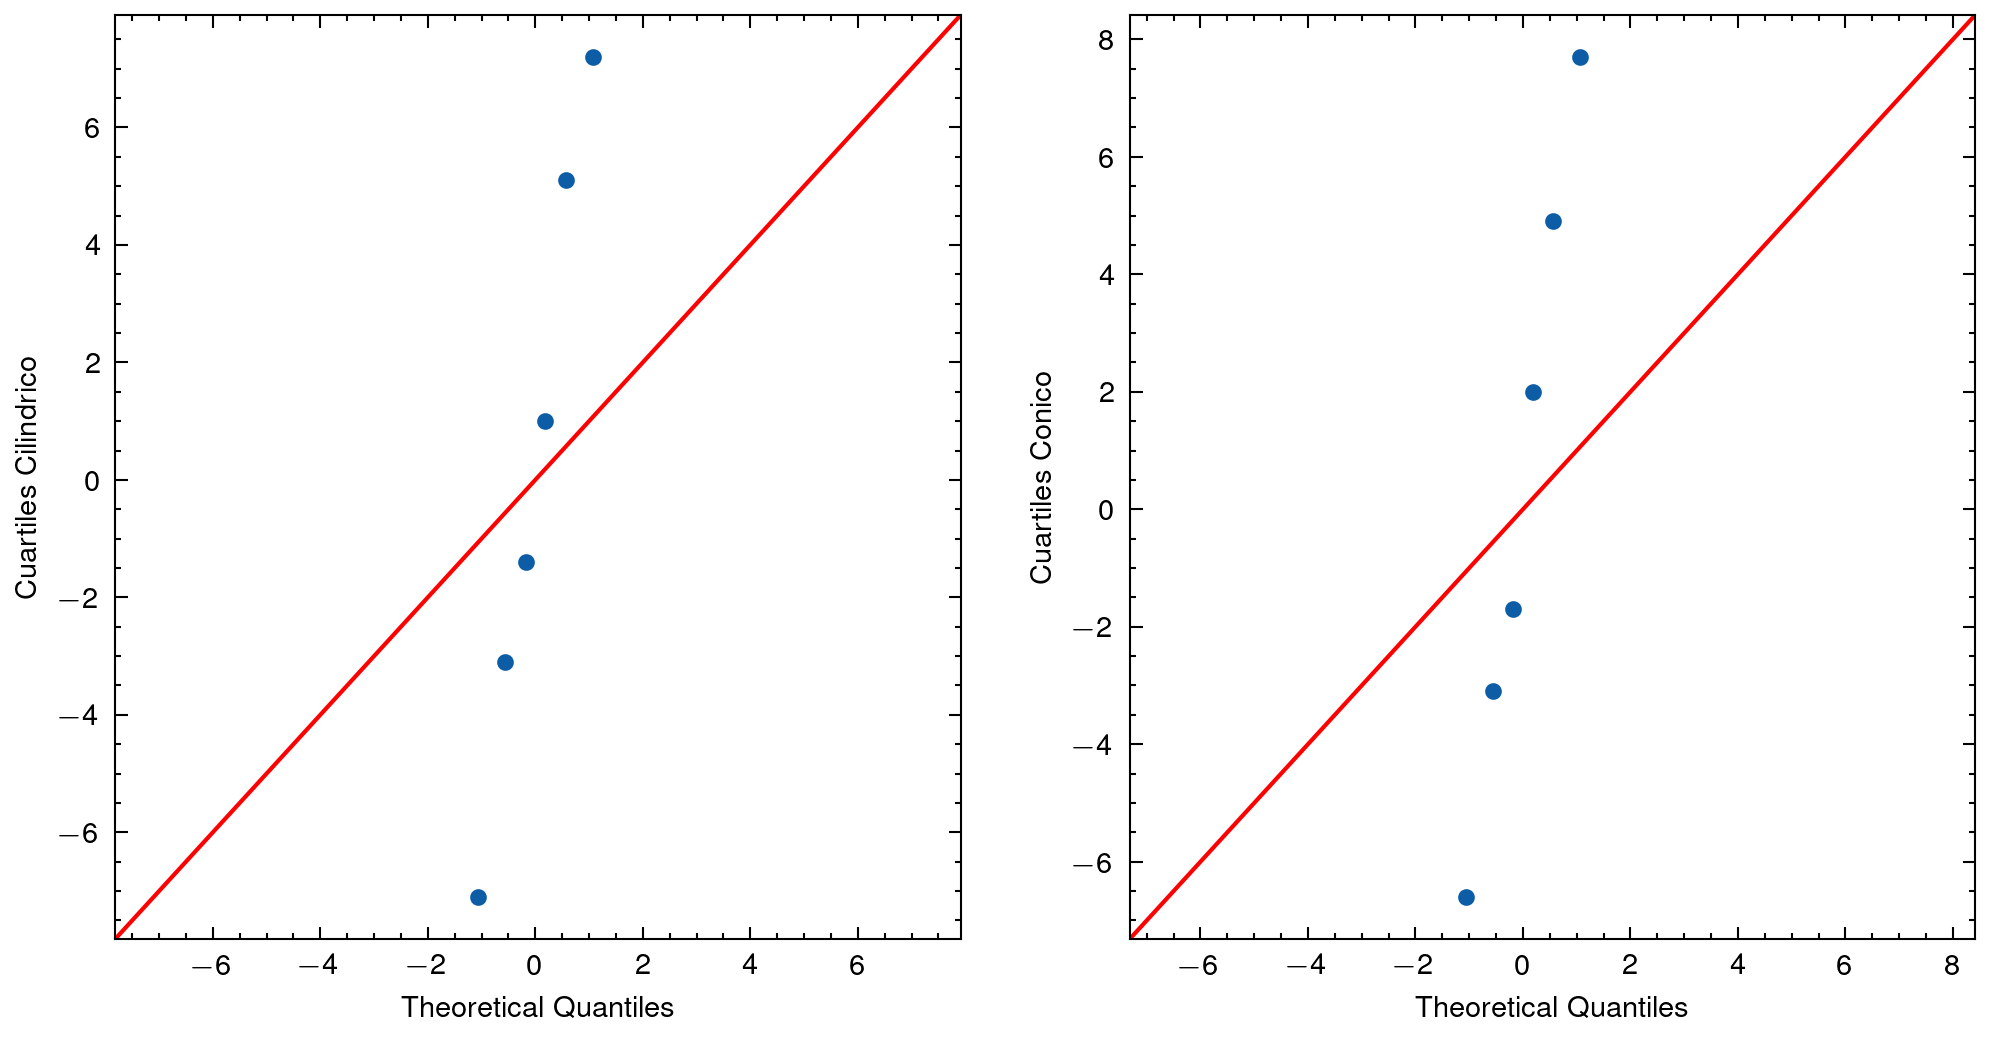 6
4
2
0
−2
−4
−6
Cuartiles Cilindrico
−6 −4 −2 0 2 4 6
Theoretical Quantiles
8
6
4
2
0
−2
−4
−6
Cuartiles Conico
−6 −4 −2 0 2 4 6 8
Theoretical Quantiles